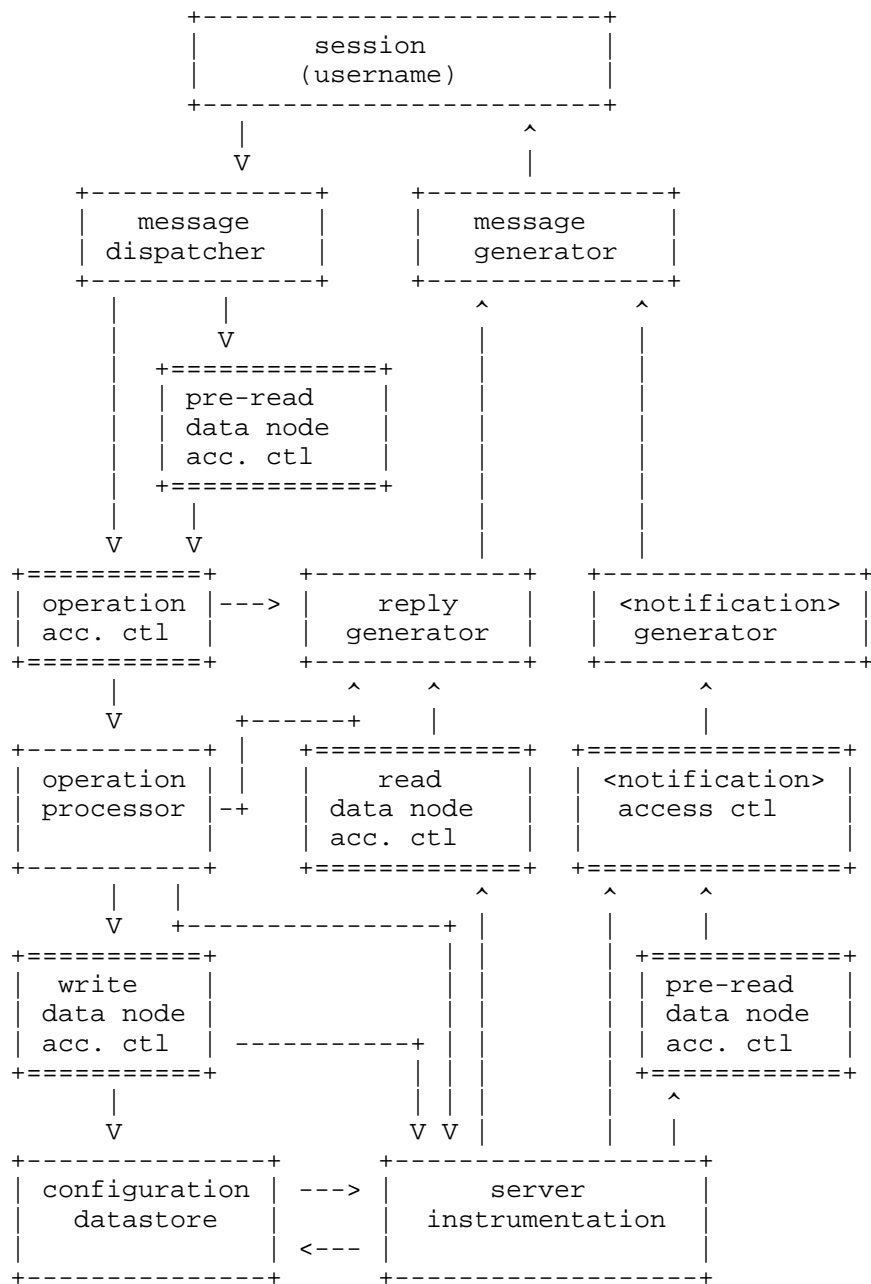 session
(username)
message
dispatcher
message
generator
pre-read
data node
acc. ctl
operation
acc. ctl
reply
generator
<notification>
generator
operation
processor
read
data node
acc. ctl
<notification>
access ctl
write
data node
acc. ctl
pre-read
data node
acc. ctl
configuration
datastore
server
instrumentation